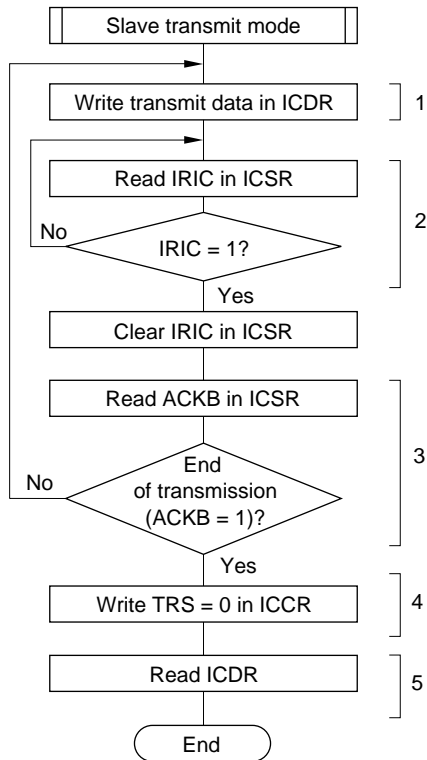 Slave transmit mode
Write transmit data in ICDR
1
Read IRIC in ICSR
2
No
IRIC = 1?
Yes
Clear IRIC in ICSR
Read ACKB in ICSR
3
No
End
of transmission
(ACKB = 1)?
Yes
Write TRS = 0 in ICCR
4
Read ICDR
5
End